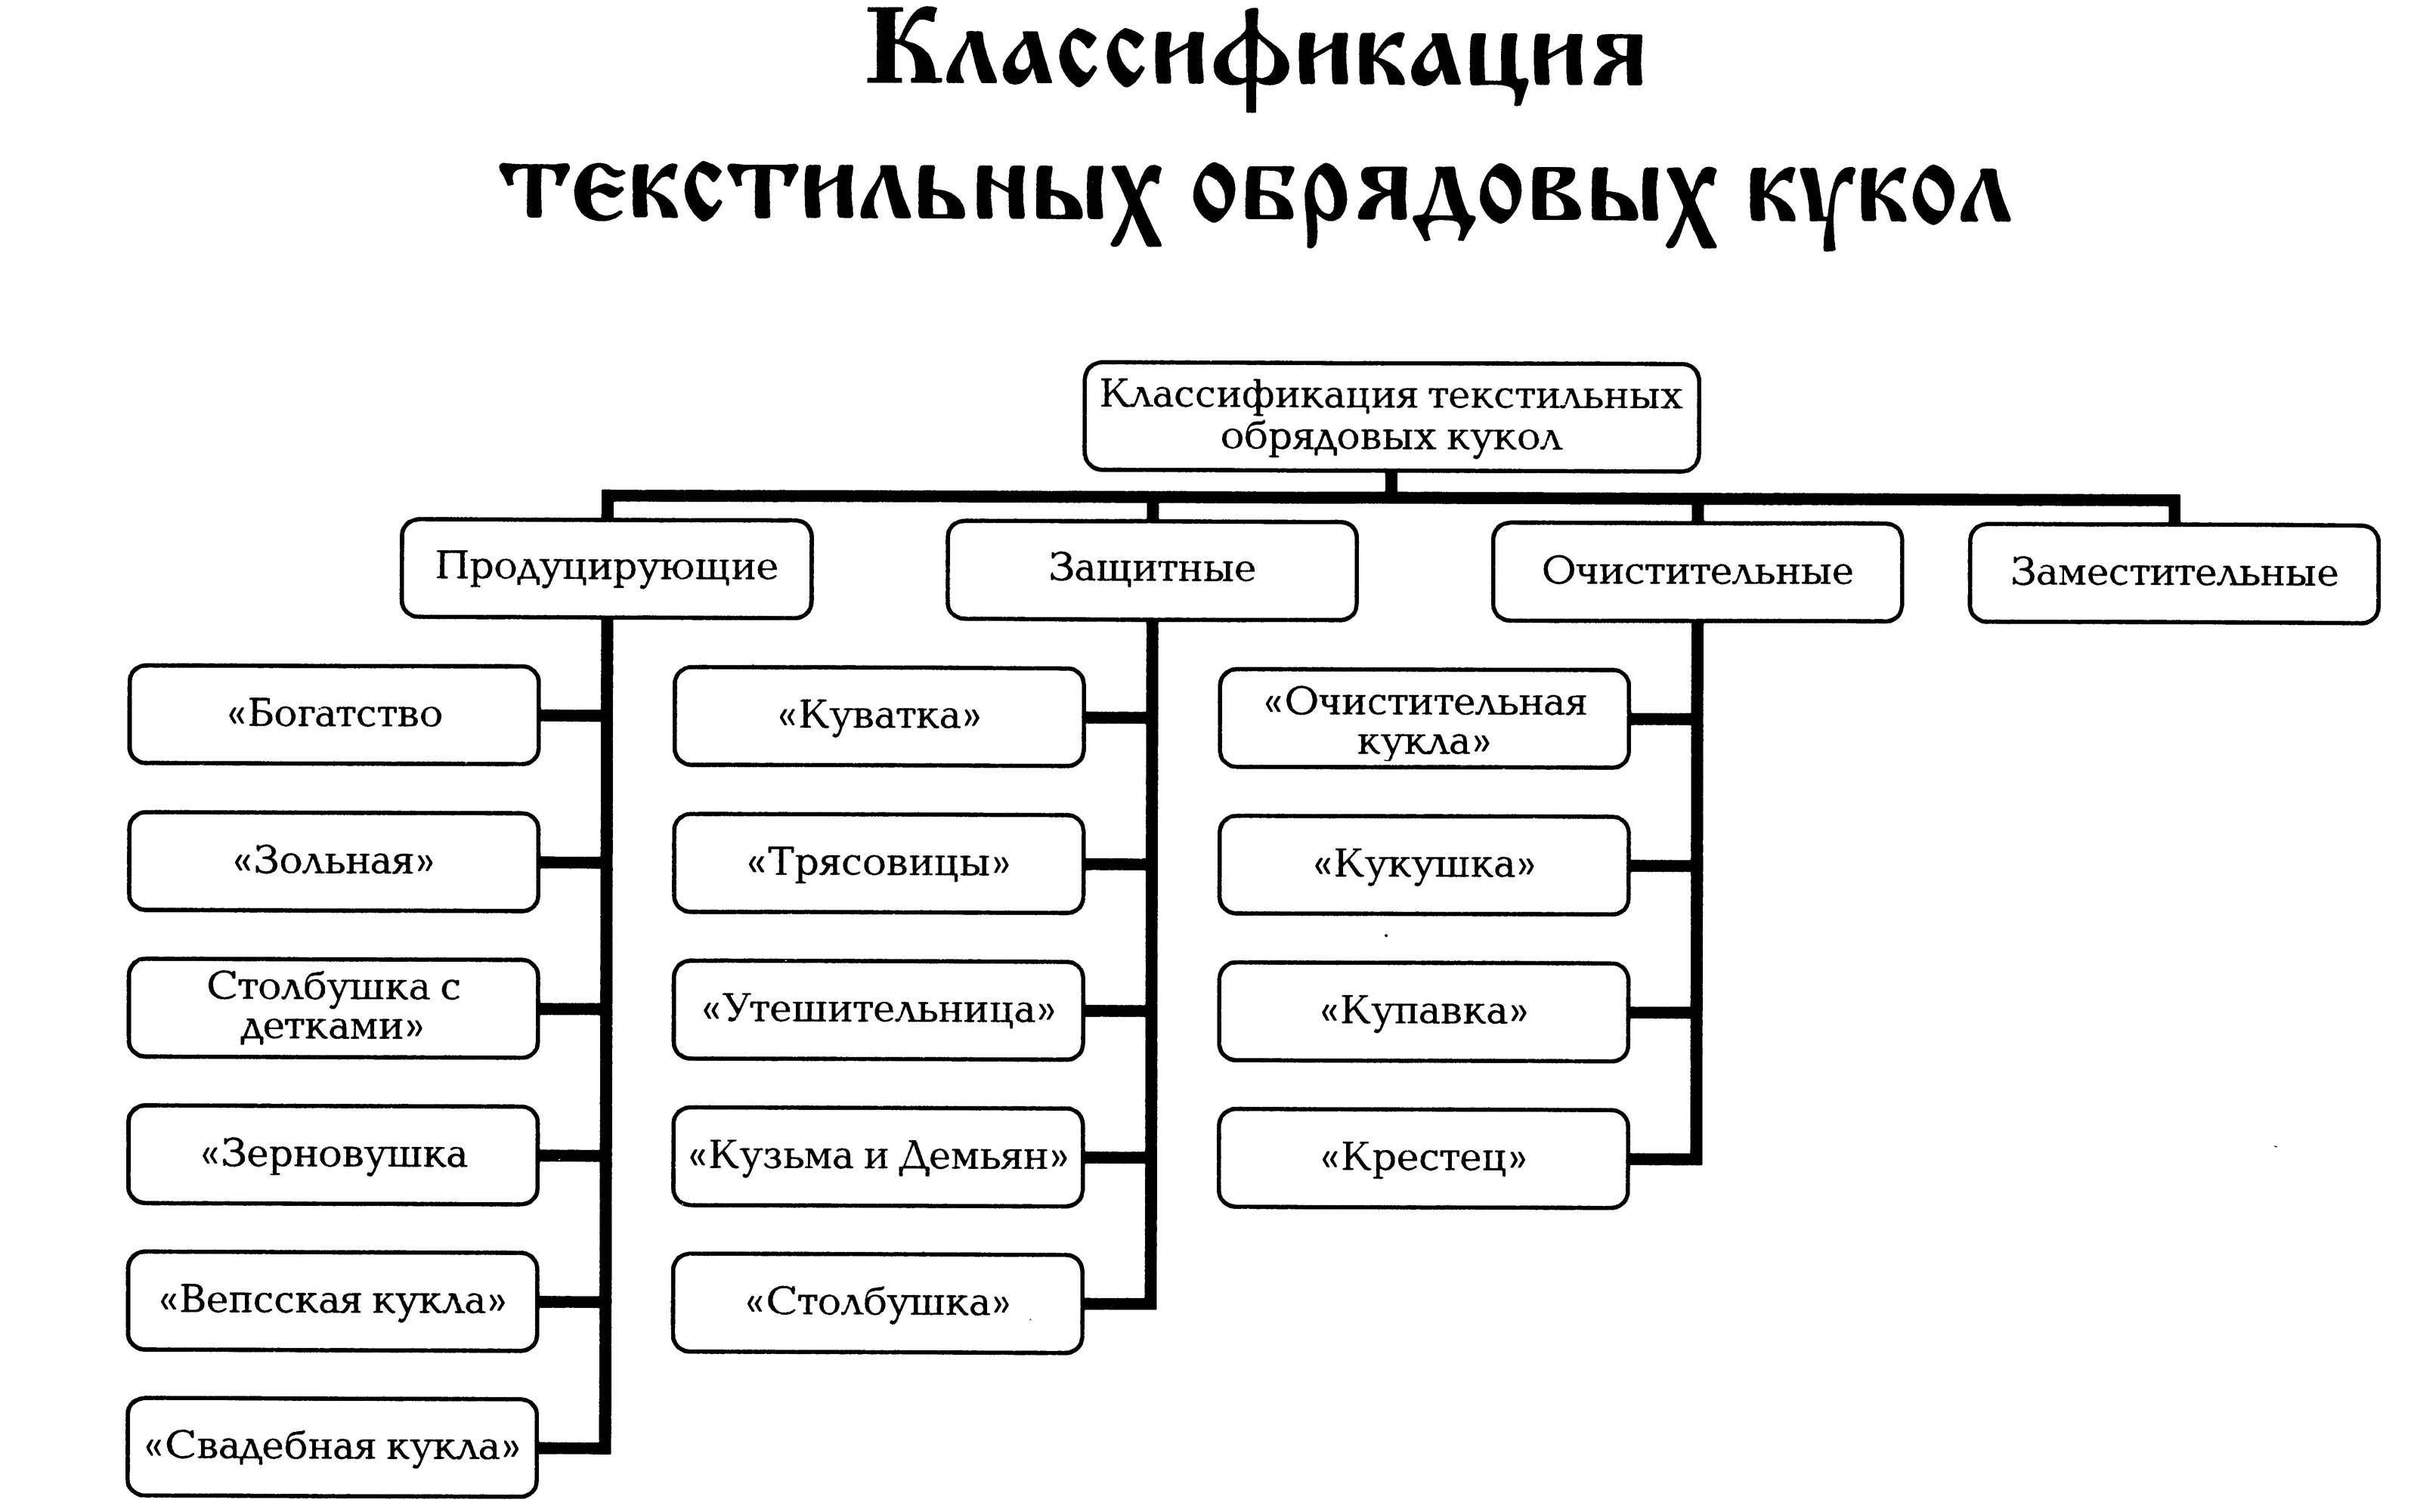 Классификация
текстильных обрядовых кукол
Классификация текстильных
обрядовых кукол
Продуцирующие
Защитные
Очистительные
Заместительные
«Богатство
«Зольная»
Столбушка с
детками»
«Зерновушка
«Вепсская кукла»
«Свадебная кукла»
«Куватка»
«Трясовицы»
«Утешительница»
«Кузьма и Демьян»
«Столбушка»
«Очистительная
кукла»
«Кукушка»
«Купавка»
«Крестец»